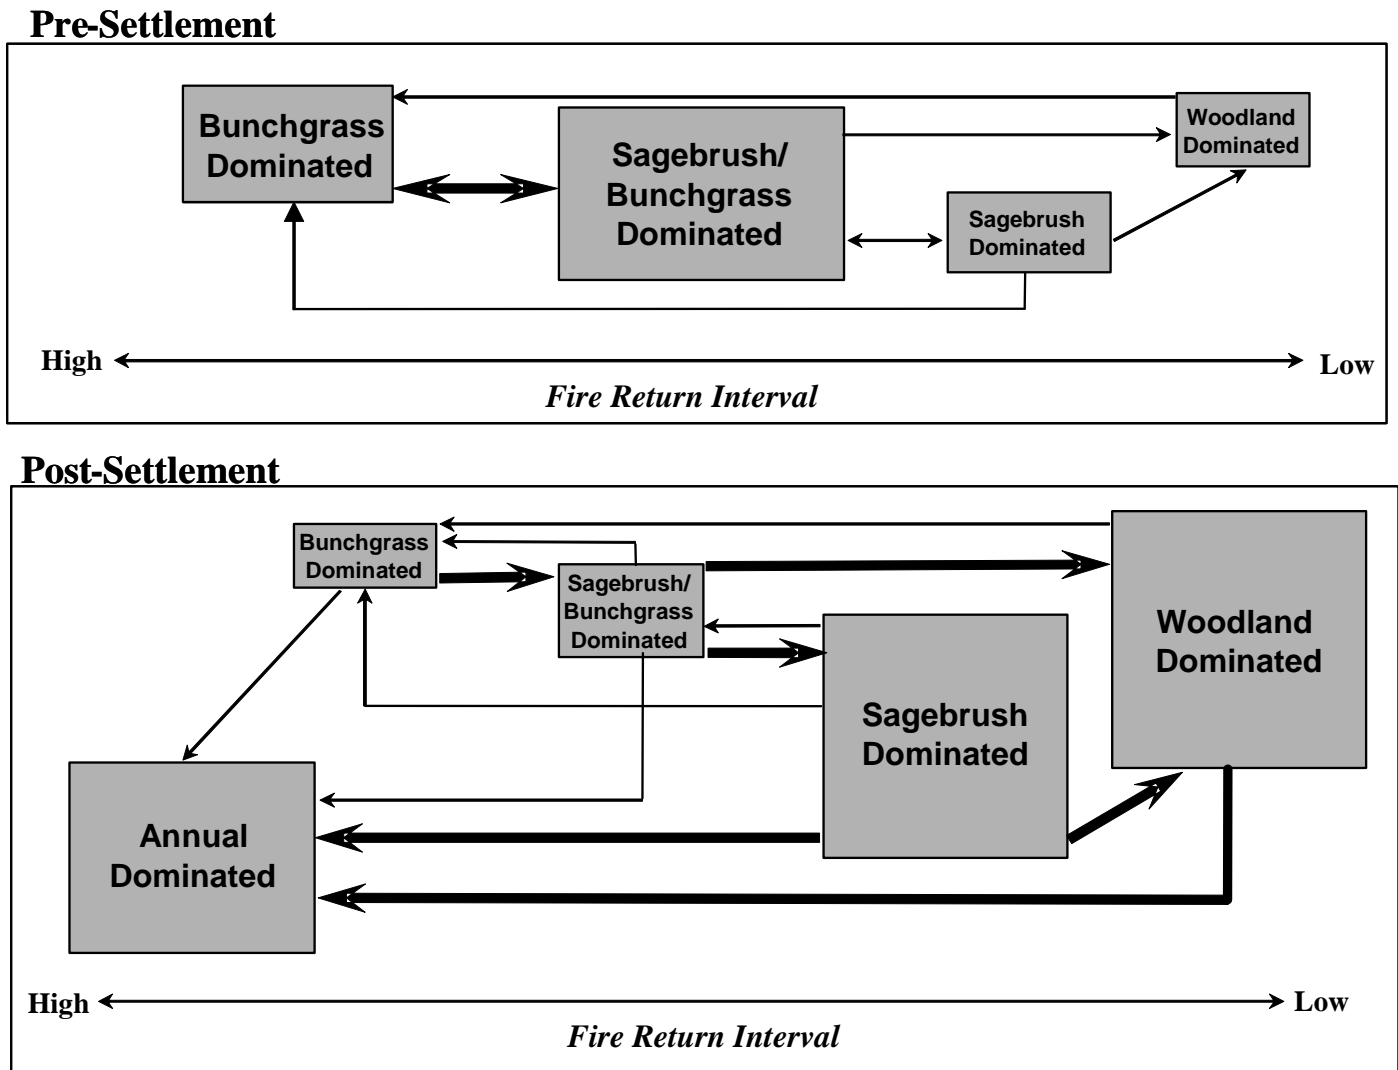 Pre-Settlement
Bunchgrass
Dominated
Sagebrush/
Bunchgrass
Dominated
Woodland
Dominated
Sagebrush
Dominated
High
Low
Fire Return Interval
Post-Settlement
Bunchgrass
Dominated
Sagebrush/
Bunchgrass
Dominated
Woodland
Dominated
Sagebrush
Dominated
Annual
Dominated
High
Low
Fire Return Interval